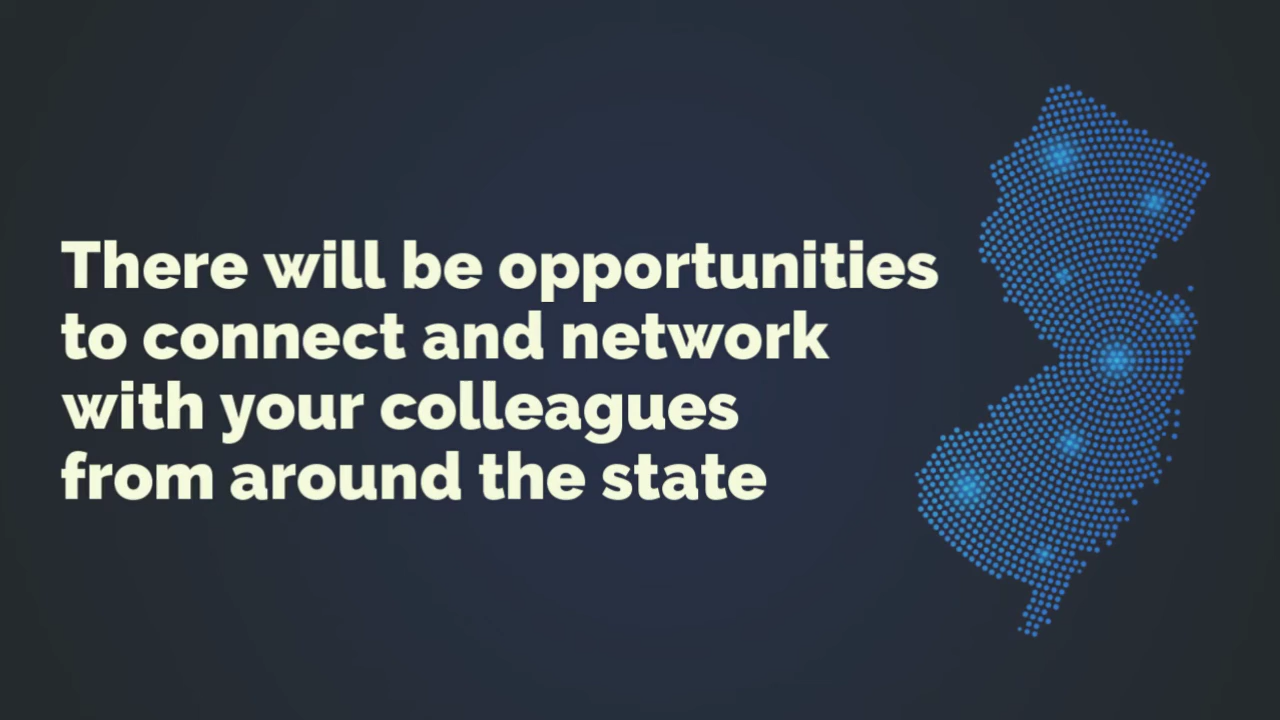 There will be opportunities
to connect and network
with your colleagues
from around the state